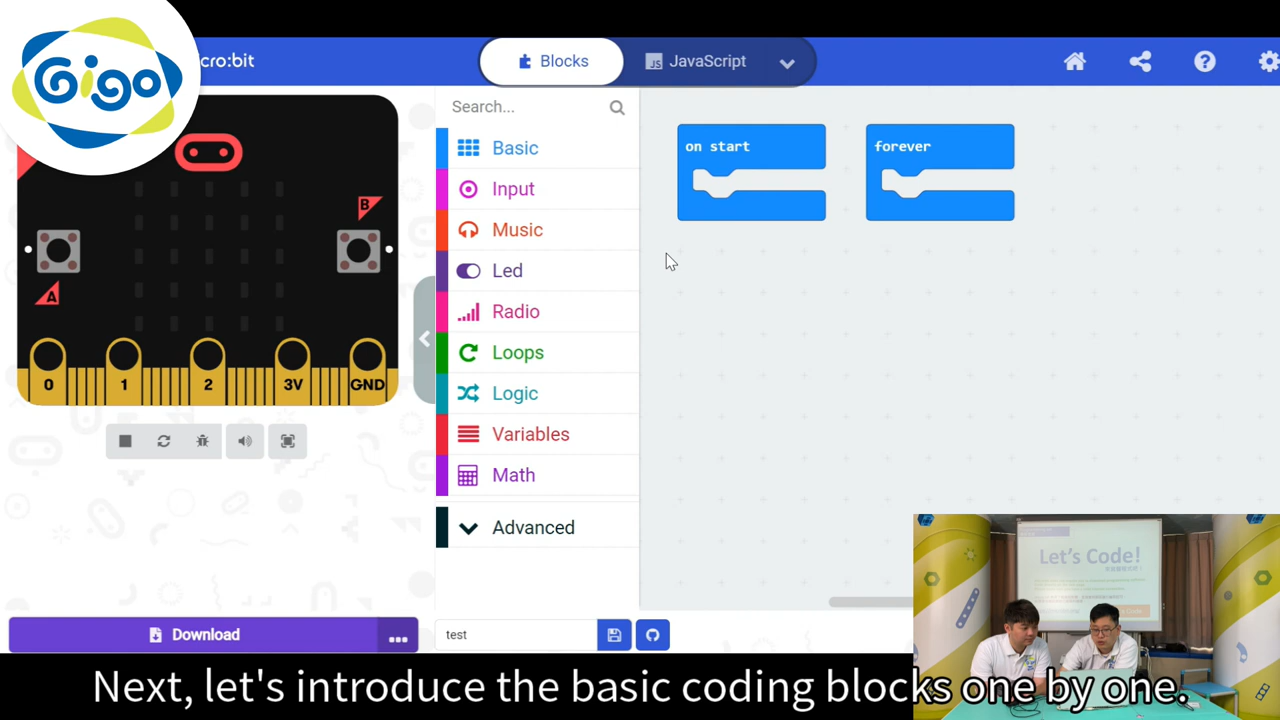 Gigo
cro:bit
Blocks
JS JavaScript
Search...
Basic
Input
Music
Led
Radio
Loops
Logic
Variables
Math
Advanced
on start
forever
B
A
0 1 2 3V GND
Download
...
test
Let's Code!
Next, let's introduce the basic coding blocks one by one.